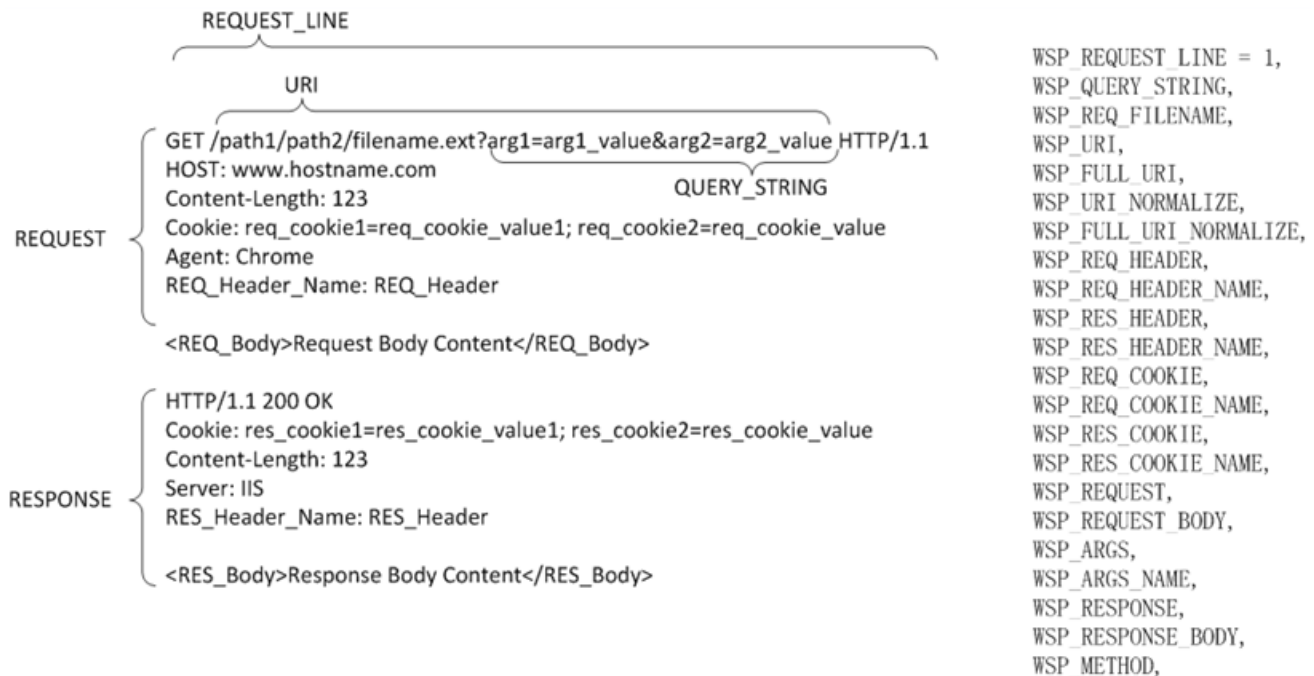 REQUEST_LINE
URI
GET /path1/path2/filename.ext?arg1=arg1_value&arg2=arg2_value HTTP/1.1
HOST: www.hostname.com
QUERY_STRING
Content-Length: 123
Cookie: req_cookie1=req_cookie_value1; req_cookie2=req_cookie_value
REQUEST
Agent: Chrome
REQ_Header_Name: REQ_Header
<REQ_Body>Request Body Content</REQ_Body>
HTTP/1.1 200 OK
Cookie: res_cookie1=res_cookie_value1; res_cookie2=res_cookie_value
Content-Length: 123
Server: IIS
RESPONSE
RES_Header_Name: RES_Header
<RES_Body>Response Body Content</RES_Body>
WSP_REQUEST_LINE = 1,
WSP_QUERY_STRING,
WSP_REQ_FILENAME,
WSP_URI,
WSP_FULL_URI,
WSP_URI_NORMALIZE,
WSP_FULL_URI_NORMALIZE,
WSP_REQ_HEADER,
WSP_REQ_HEADER_NAME,
WSP_RES_HEADER,
WSP_RES_HEADER_NAME,
WSP_REQ_COOKIE,
WSP_REQ_COOKIE_NAME,
WSP_RES_COOKIE,
WSP_RES_COOKIE_NAME,
WSP_REQUEST,
WSP_REQUEST_BODY,
WSP_ARGS,
WSP_ARGS_NAME,
WSP_RESPONSE,
WSP_RESPONSE_BODY,
WSP_METHOD,